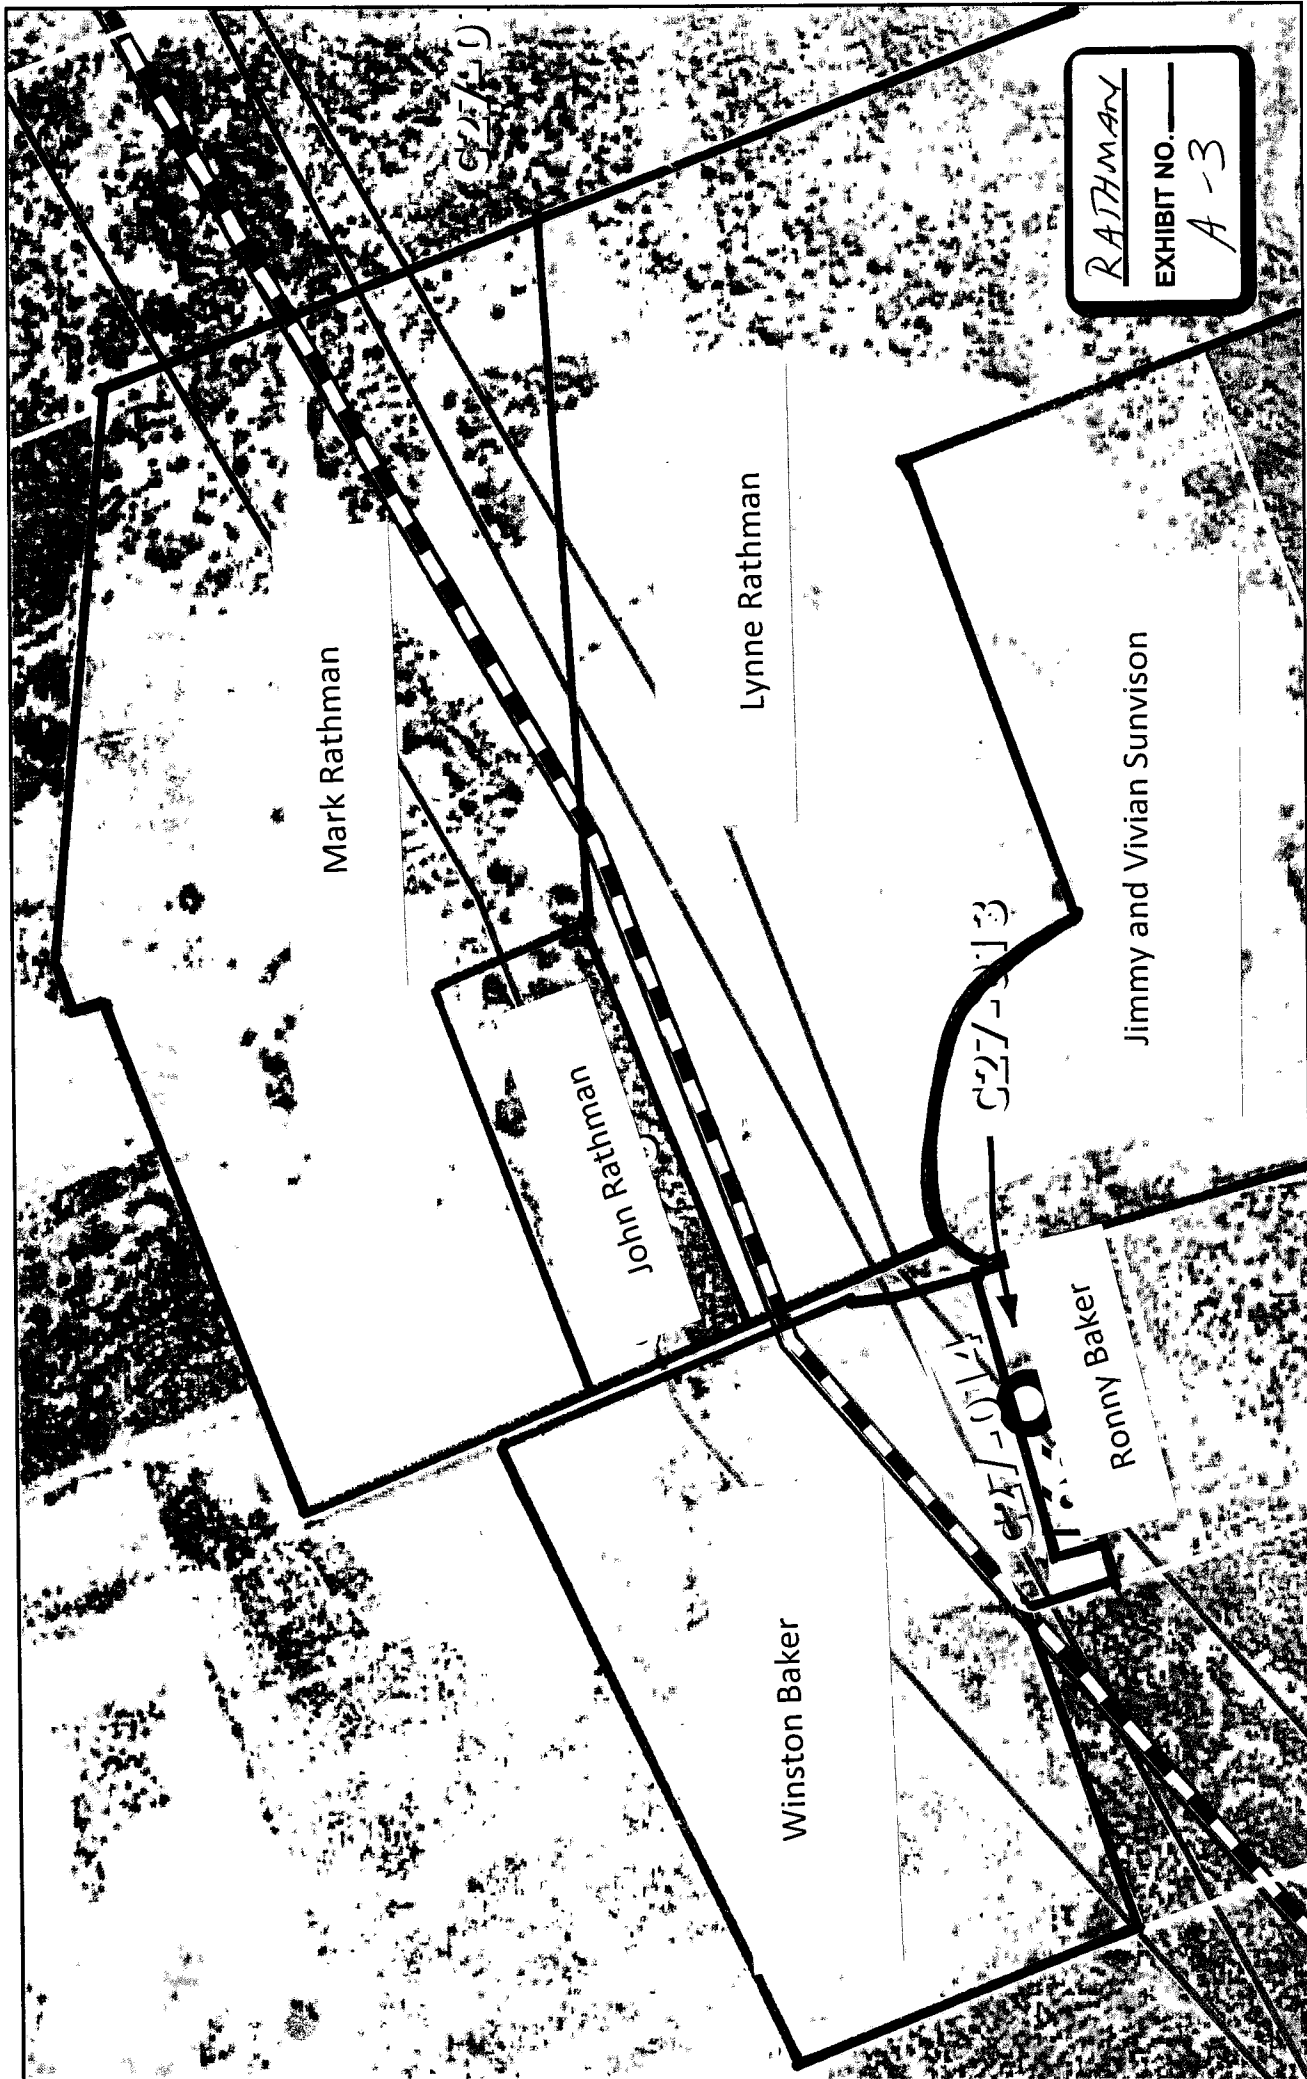 RATHMAN
EXHIBIT NO.
A-3
Mark Rathman
Lynne Rathman
John Rathman
Jimmy and Vivian Sunvison
Winston Baker
Ronny Baker